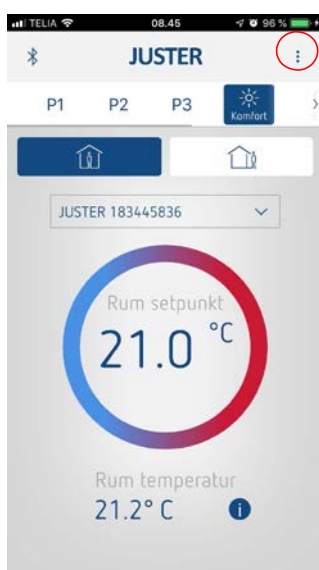 TELIA 08.45 96 %
JUSTER
P1 P2 P3 Komfort
JUSTER 183445836
Rum setpunkt
21.0 °C
Rum temperatur
21.2° C i